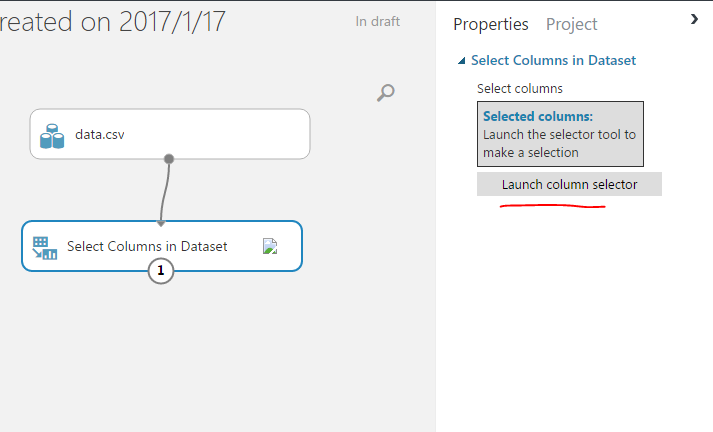 reated on 2017/1/17
In draft
data.csv
Select Columns in Dataset
1
Properties Project
Select Columns in Dataset
Select columns
Selected columns:
Launch the selector tool to
make a selection
Launch column selector